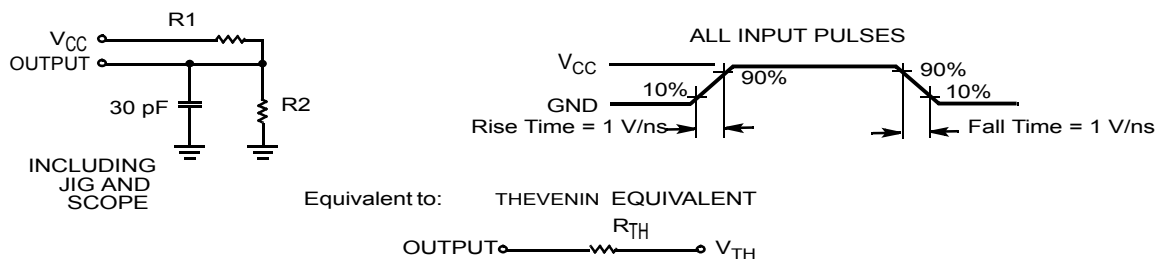 R1
VCC
OUTPUT
30 pF
R2
INCLUDING
JIG AND
SCOPE
ALL INPUT PULSES
VCC
GND
10%
90%
90%
10%
Rise Time = 1 V/ns
Fall Time = 1 V/ns
Equivalent to: THEVENIN EQUIVALENT
RTH
OUTPUT
VTH